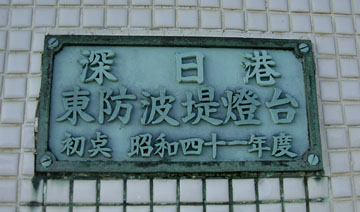 深日港
東防波堤燈台
初点 昭和四十一年度